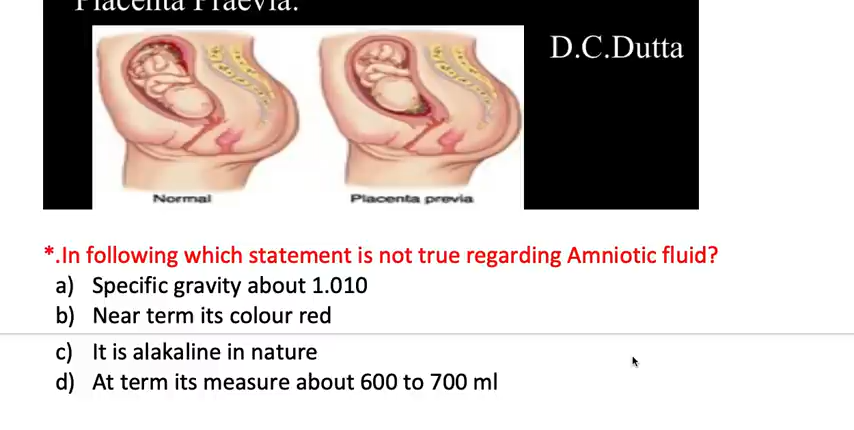 Placenta Praevia.
D.C.Dutta
Normal
Placenta previa
*.In following which statement is not true regarding Amniotic fluid?
a) Specific gravity about 1.010
b) Near term its colour red
c) It is alakaline in nature
d) At term its measure about 600 to 700 ml